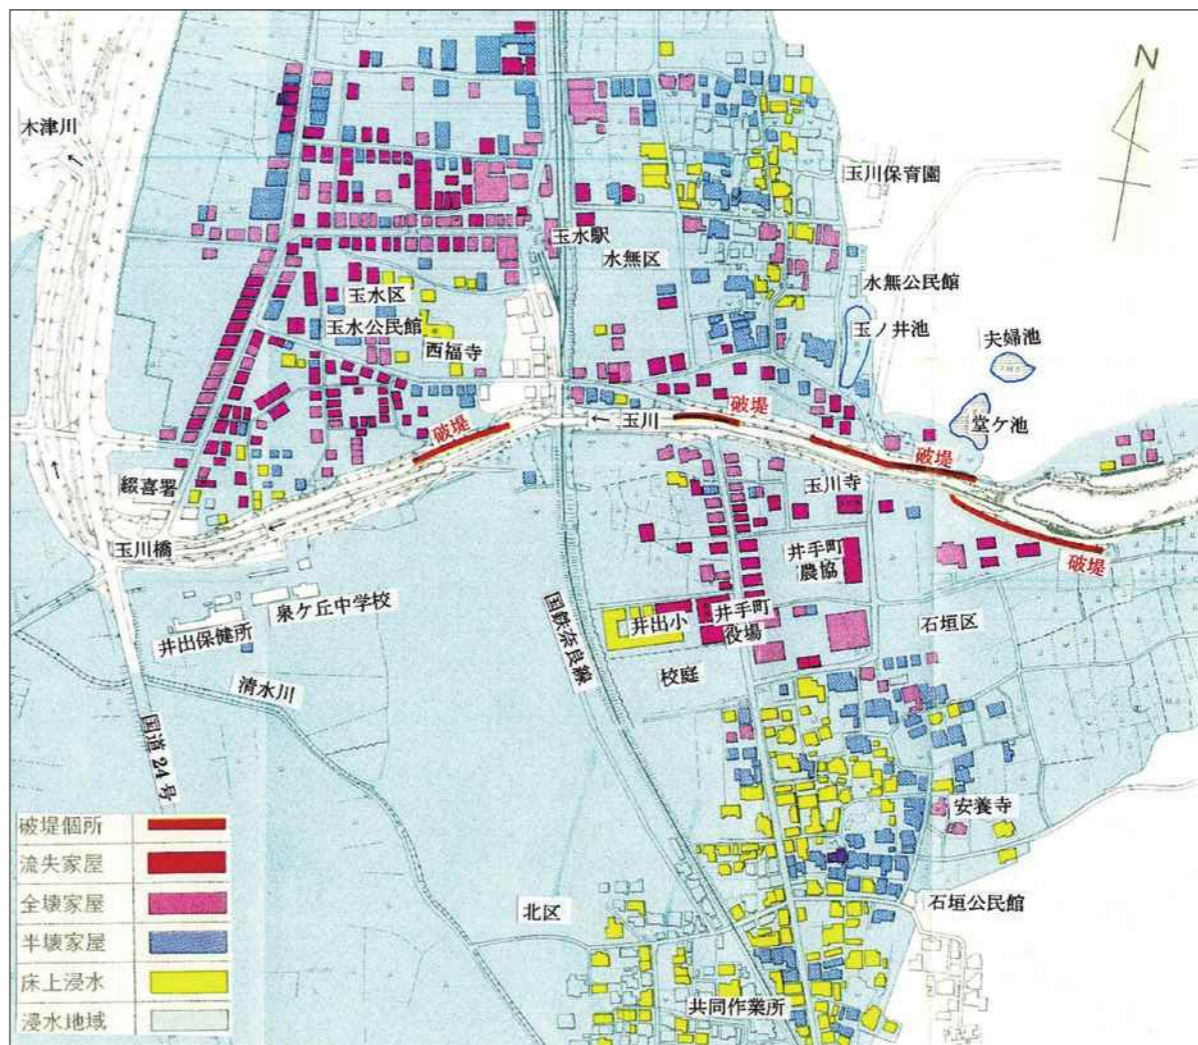 N
木津川
玉川保育園
玉水駅
水無区
水無公民館
玉水区
玉ノ井池
玉水公民館
夫婦池
西福寺
堂ケ池
破堤
玉川
破堤
破堤
綴喜署
玉川寺
玉川橋
井手町
農協
破堤
泉ケ丘中学校
井出小
井手町
役場
石垣区
井出保健所
国鉄奈良線
校庭
清水川
国道24号
安養寺
破堤個所
流失家屋
全壊家屋
半壊家屋
床上浸水
浸水地域
北区
石垣公民館
共同作業所